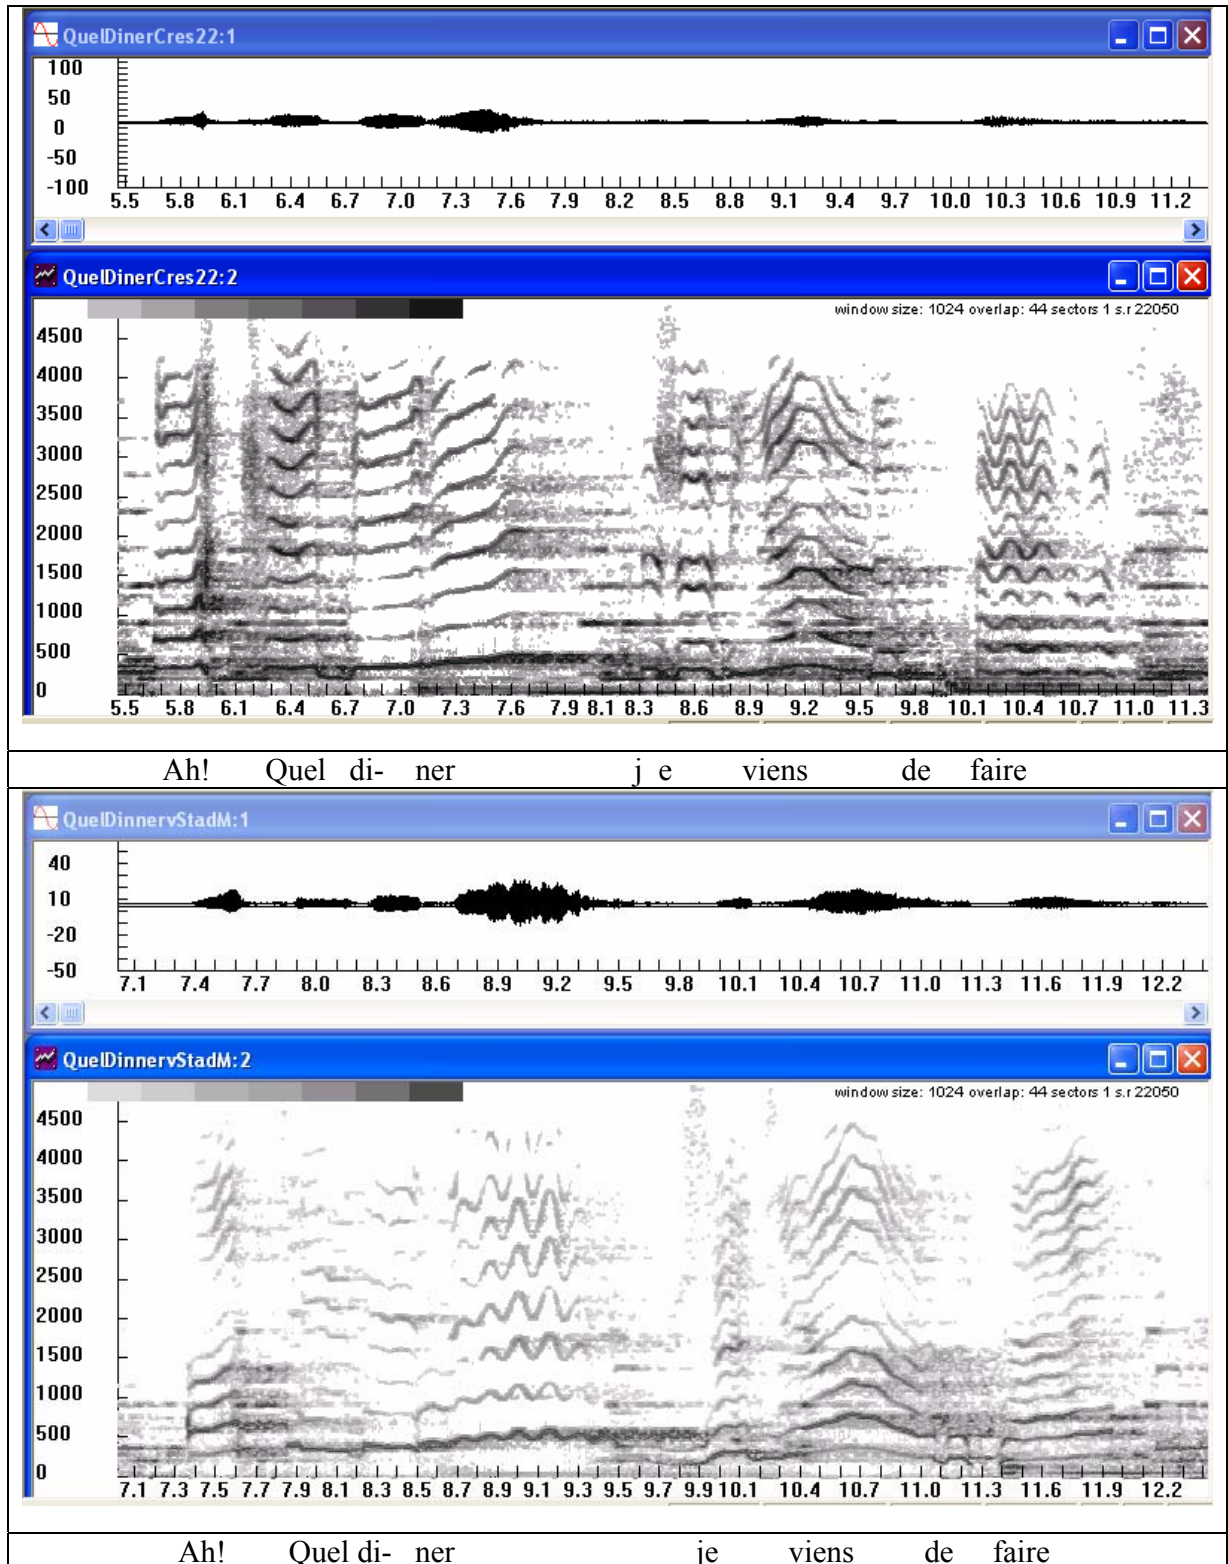 QuelDinerCres22:1
100
50
0
-50
-100
5.5 5.8 6.1 6.4 6.7 7.0 7.3 7.6 7.9 8.2 8.5 8.8 9.1 9.4 9.7 10.0 10.3 10.6 10.9 11.2
QuelDinerCres22:2
window size: 1024 overlap: 44 sectors 1 s.r 22050
4500
4000
3500
3000
2500
2000
1500
1000
500
0
5.5 5.8 6.1 6.4 6.7 7.0 7.3 7.6 7.9 8.1 8.3 8.6 8.9 9.2 9.5 9.8 10.1 10.4 10.7 11.0 11.3
Ah! Quel di- ner j e viens de faire
QuelDinnervStadM:1
40
10
-20
-50
7.1 7.4 7.7 8.0 8.3 8.6 8.9 9.2 9.5 9.8 10.1 10.4 10.7 11.0 11.3 11.6 11.9 12.2
QuelDinnervStadM:2
window size: 1024 overlap: 44 sectors 1 s.r 22050
4500
4000
3500
3000
2500
2000
1500
1000
500
0
7.1 7.3 7.5 7.7 7.9 8.1 8.3 8.5 8.7 8.9 9.1 9.3 9.5 9.7 9.9 10.1 10.4 10.7 11.0 11.3 11.6 11.9 12.2
Ah! Quel di- ner je viens de faire